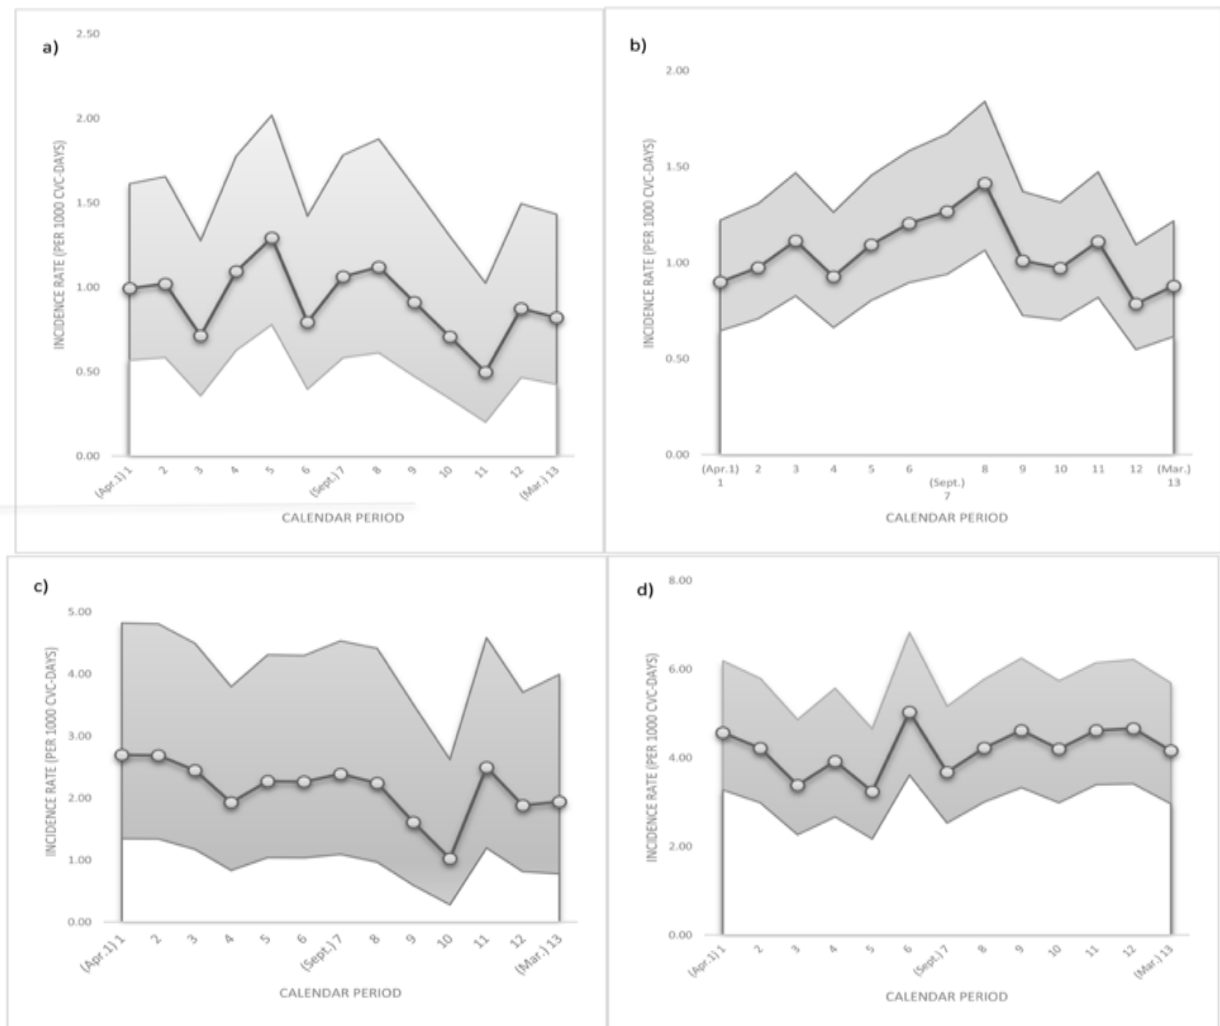 a)
2.50
2.00
1.50
1.00
0.50
0.00
INCIDENCE RATE (PER 1000 CVC-DAYS)
(Apr.1) 1 2 3 4 5 6 (Sept.) 7 8 9 10 11 12 (Mar.) 13
CALENDAR PERIOD
b)
2.00
1.50
1.00
0.50
0.00
INCIDENCE RATE (PER 1000 CVC-DAYS)
(Apr.1) 2 3 4 5 6 8 9 10 11 12 (Mar.)
1 (Sept.) 13
7
CALENDAR PERIOD
c)
5.00
4.00
3.00
2.00
1.00
0.00
INCIDENCE RATE (PER 1000 CVC-DAYS)
(Apr.1) 1 2 3 4 5 6 (Sept.) 7 8 9 10 11 12 (Mar.) 13
CALENDAR PERIOD
d)
8.00
6.00
4.00
2.00
0.00
INCIDENCE RATE (PER 1000 CVC-DAYS)
(Apr.1) 1 2 3 4 5 6 (Sept.) 7 8 9 10 11 12 (Mar.) 13
CALENDAR PERIOD